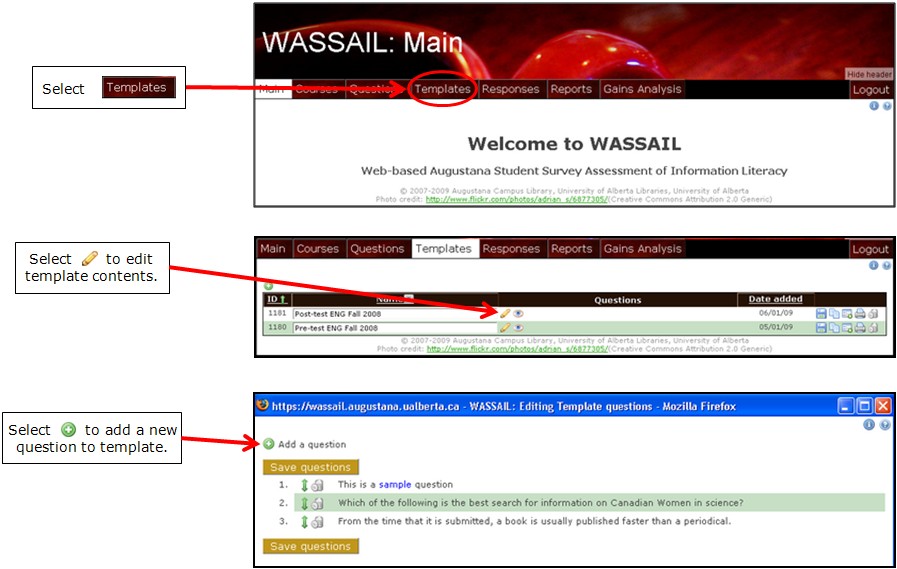 WASSAIL: Main
Hide header
Select Templates
Main Courses Questions Templates Responses Reports Gains Analysis Logout
Welcome to WASSAIL
Web-based Augustana Student Survey Assessment of Information Literacy
© 2007-2009 Augustana Campus Library, University of Alberta Libraries, University of Alberta
Photo credit: http://www.flickr.com/photos/adrian_s/6877305/(Creative Commons Attribution 2.0 Generic)
Select to edit
template contents.
Main Courses Questions Templates Responses Reports Gains Analysis Logout
ID Name Questions Date added
1181 Post-test ENG Fall 2008 06/01/09
1180 Pre-test ENG Fall 2008 05/01/09
© 2007-2009 Augustana Campus Library, University of Alberta Libraries, University of Alberta
Photo credit: http://www.flickr.com/photos/adrian_s/6877305/(Creative Commons Attribution 2.0 Generic)
https://wassail.augustana.ualberta.ca - WASSAIL: Editing Template questions - Mozilla Firefox
Select to add a new
question to template.
Add a question
Save questions
1. This is a sample question
2. Which of the following is the best search for information on Canadian Women in science?
3. From the time that it is submitted, a book is usually published faster than a periodical.
Save questions